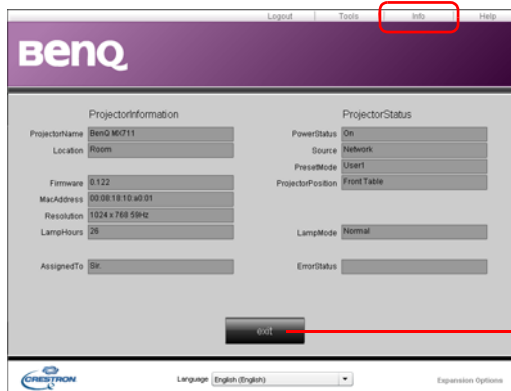 Logout Tools Info Help
BenQ
ProjectorInformation
ProjectorName BenQ MX711
Location Room
Firmware 0.122
MacAddress 00:08:18:10:a0:01
Resolution 1024 x 768 59Hz
LampHours 26
AssignedTo Sir.
ProjectorStatus
PowerStatus On
Source Network
PresetMode User1
ProjectorPosition Front Table
LampMode Normal
ErrorStatus
exit
CRESTRON Language English (English) Expansion Options